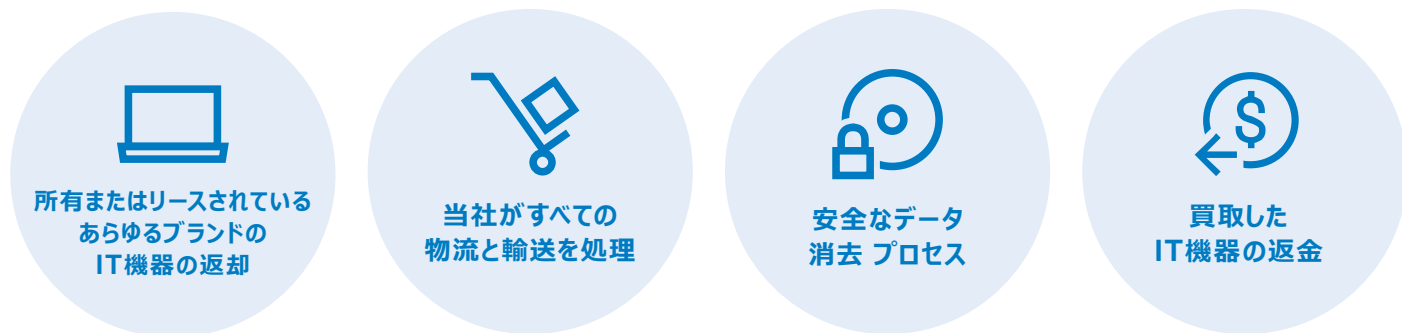 所有またはリースされている
あらゆるブランドの
IT機器の返却
当社がすべての
物流と輸送を処理
安全なデータ
消去 プロセス
$
買取した
IT機器の返金